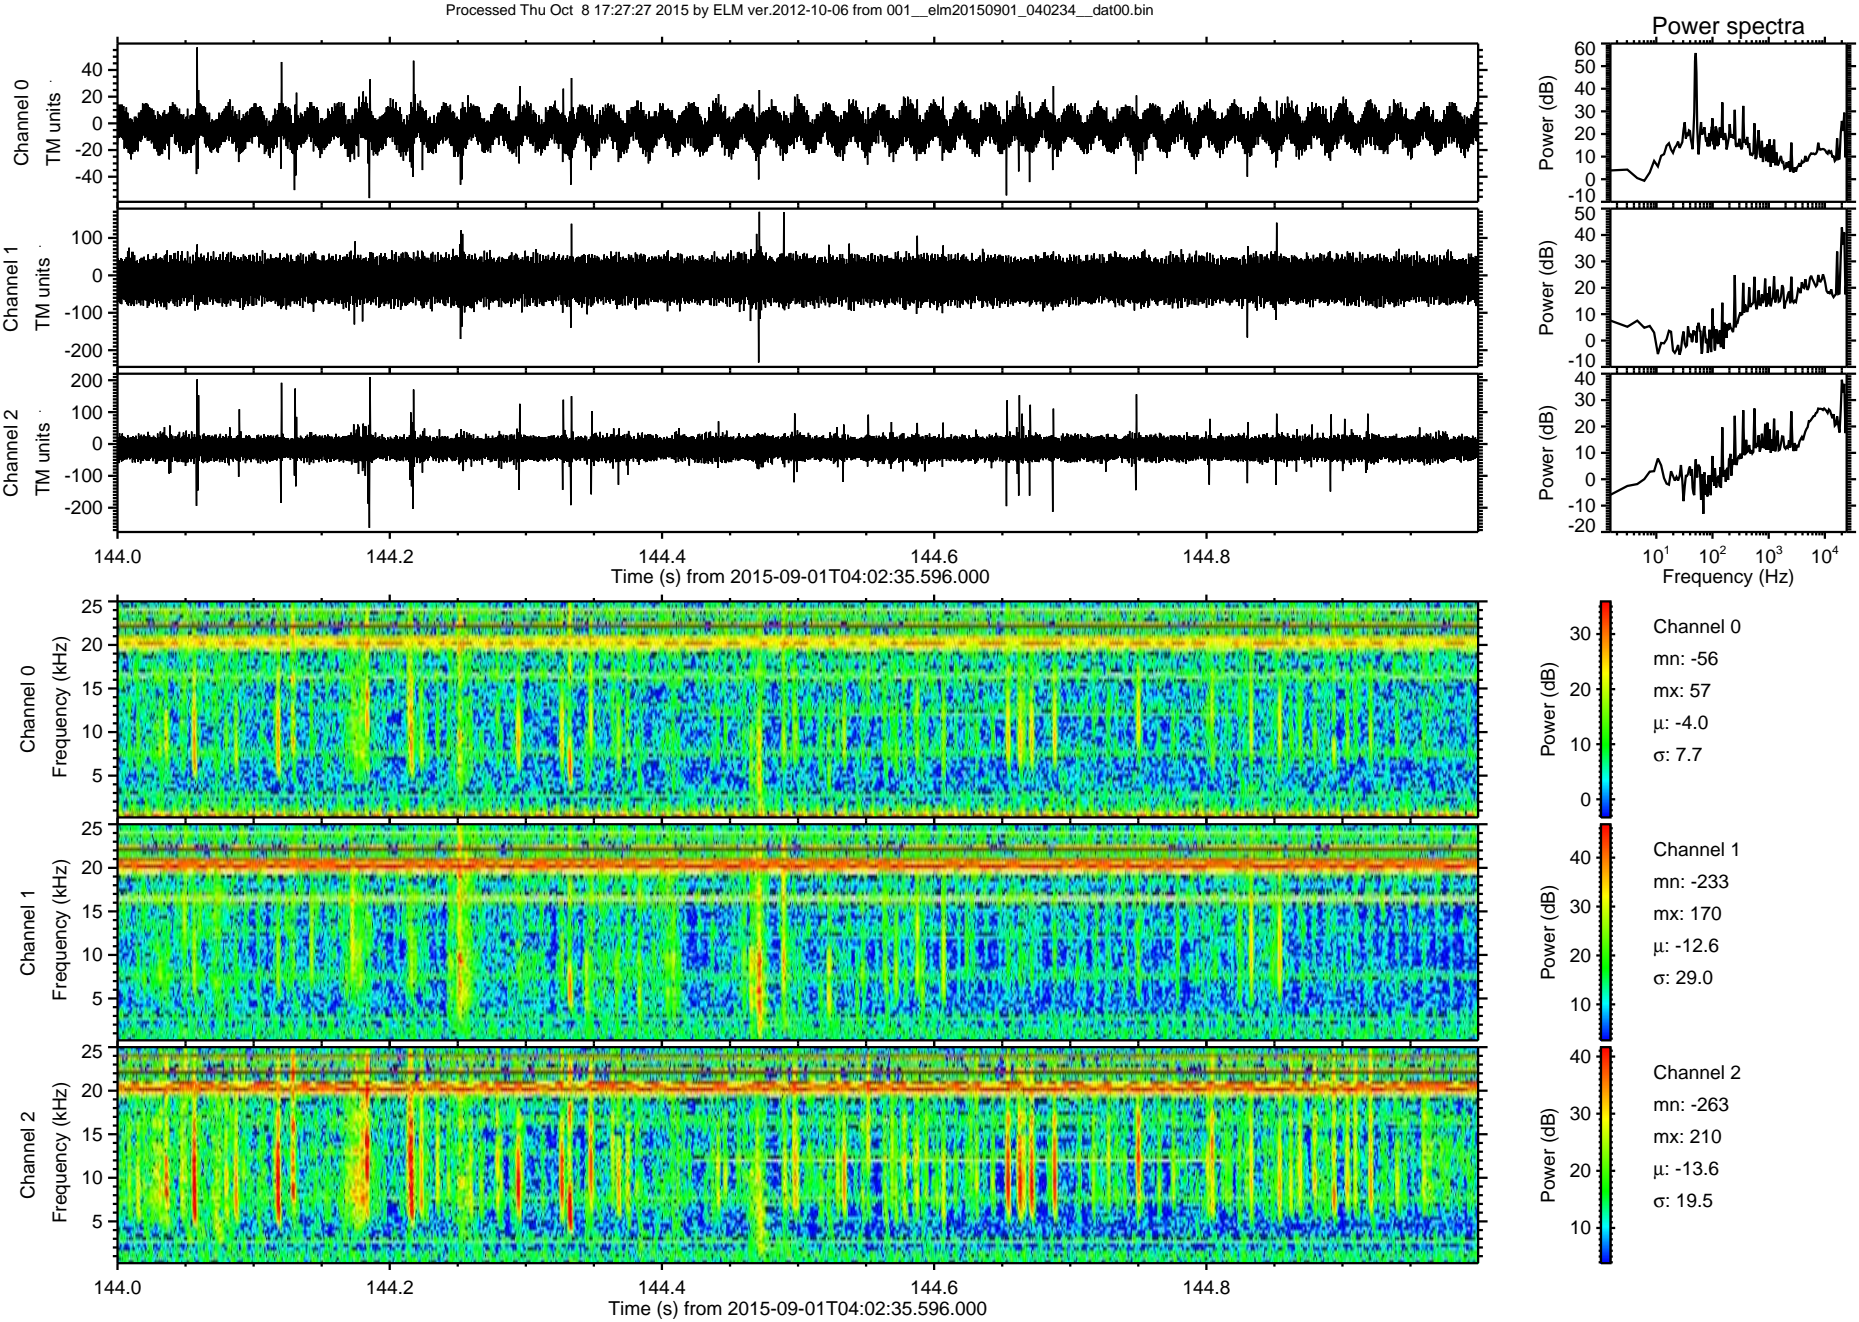 Processed Thu Oct  8 17:27:27 2015 by ELM ver.2012-10-06 from 001__elm20150901_040234__dat00.bin
Power spectra
Channel 0
TM units
40
20
0
-20
-40
Power (dB)
60
50
40
30
20
10
0
-10
Channel 1
TM units
100
0
-100
-200
Power (dB)
50
40
30
20
10
0
-10
Channel 2
TM units
200
100
0
-100
-200
Power (dB)
40
30
20
10
0
-10
-20
144.0 144.2 144.4 144.6 144.8
Time (s) from 2015-09-01T04:02:35.596.000
10¹ 10² 10³ 10⁴
Frequency (Hz)
Channel 0
Frequency (kHz)
25
20
15
10
5
Power (dB)
30
20
10
0
Channel 0
mn: -56
mx: 57
μ: -4.0
σ: 7.7
Channel 1
Frequency (kHz)
25
20
15
10
5
Power (dB)
40
30
20
10
Channel 1
mn: -233
mx: 170
μ: -12.6
σ: 29.0
Channel 2
Frequency (kHz)
25
20
15
10
5
Power (dB)
40
30
20
10
Channel 2
mn: -263
mx: 210
μ: -13.6
σ: 19.5
144.0 144.2 144.4 144.6 144.8
Time (s) from 2015-09-01T04:02:35.596.000